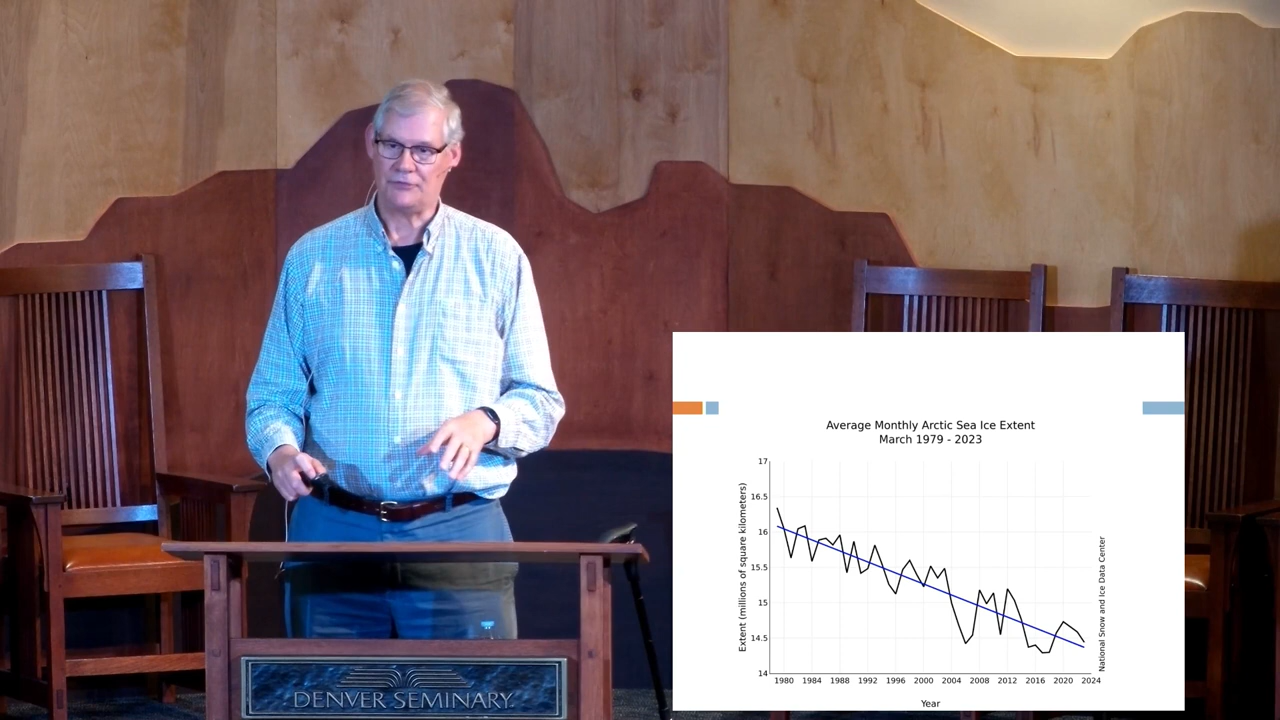 Average Monthly Arctic Sea Ice Extent
March 1979 - 2023
Extent (millions of square kilometers)
17
16.5
16
15.5
15
14.5
14
1980 1984 1988 1992 1996 2000 2004 2008 2012 2016 2020 2024
Year
National Snow and Ice Data Center
DENVER SEMINARY